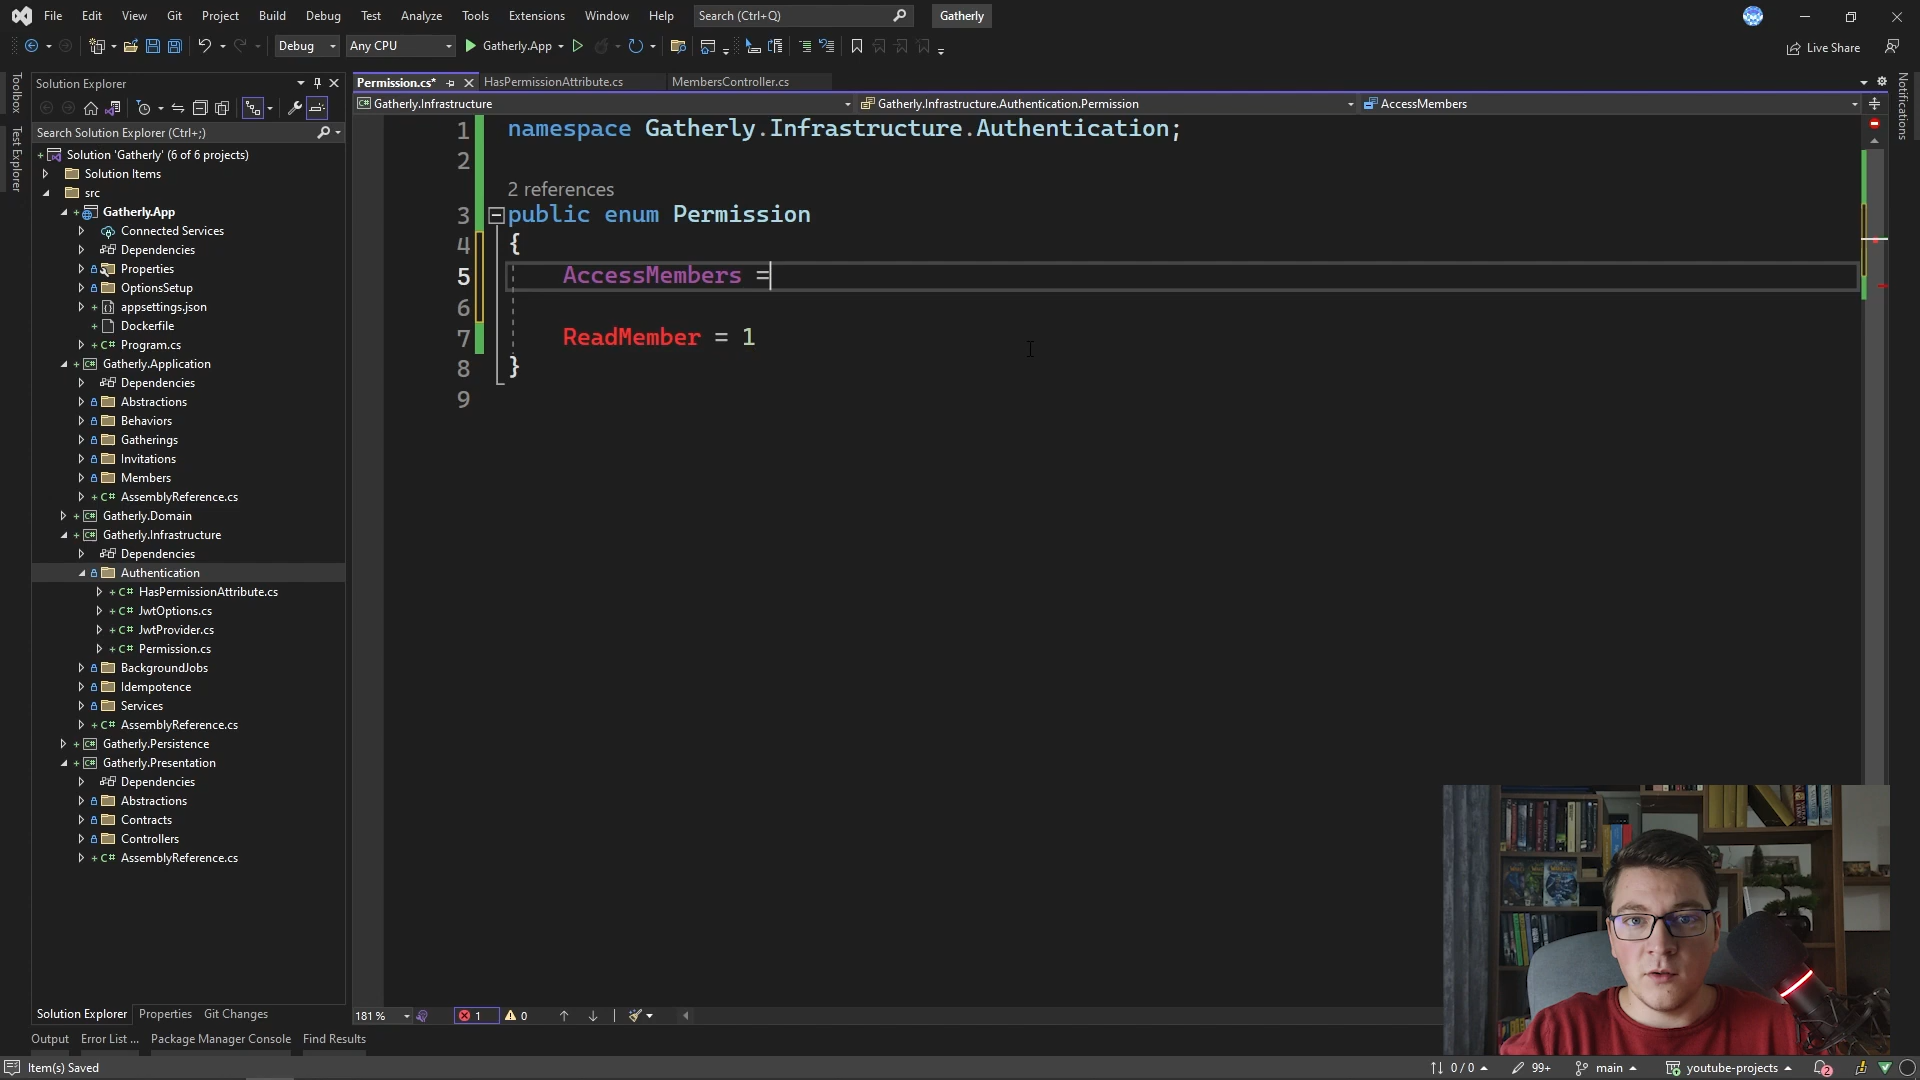 File Edit View Git Project Build Debug Test Analyze Tools Extensions Window Help Search (Ctrl+Q) Gatherly
Debug Any CPU Gatherly.App Live Share
Toolbox
Test Explorer
Notifications
Solution Explorer
Search Solution Explorer (Ctrl+;)
Solution 'Gatherly' (6 of 6 projects)
Solution Items
src
Gatherly.App
Connected Services
Dependencies
Properties
OptionsSetup
appsettings.json
Dockerfile
C# Program.cs
C# Gatherly.Application
Dependencies
Abstractions
Behaviors
Gatherings
Invitations
Members
C# AssemblyReference.cs
C# Gatherly.Domain
C# Gatherly.Infrastructure
Dependencies
Authentication
C# HasPermissionAttribute.cs
C# JwtOptions.cs
C# JwtProvider.cs
C# Permission.cs
BackgroundJobs
Idempotence
Services
C# AssemblyReference.cs
C# Gatherly.Persistence
C# Gatherly.Presentation
Dependencies
Abstractions
Contracts
Controllers
C# AssemblyReference.cs
Solution Explorer Properties Git Changes
Permission.cs* HasPermissionAttribute.cs MembersController.cs
C# Gatherly.Infrastructure Gatherly.Infrastructure.Authentication.Permission AccessMembers
1 namespace Gatherly.Infrastructure.Authentication;
2
2 references
3 public enum Permission
4 {
5 AccessMembers =
6
7 ReadMember = 1
8 }
9
181 % 1 0
Output Error List ... Package Manager Console Find Results
Item(s) Saved 0 / 0 99+ main youtube-projects 2